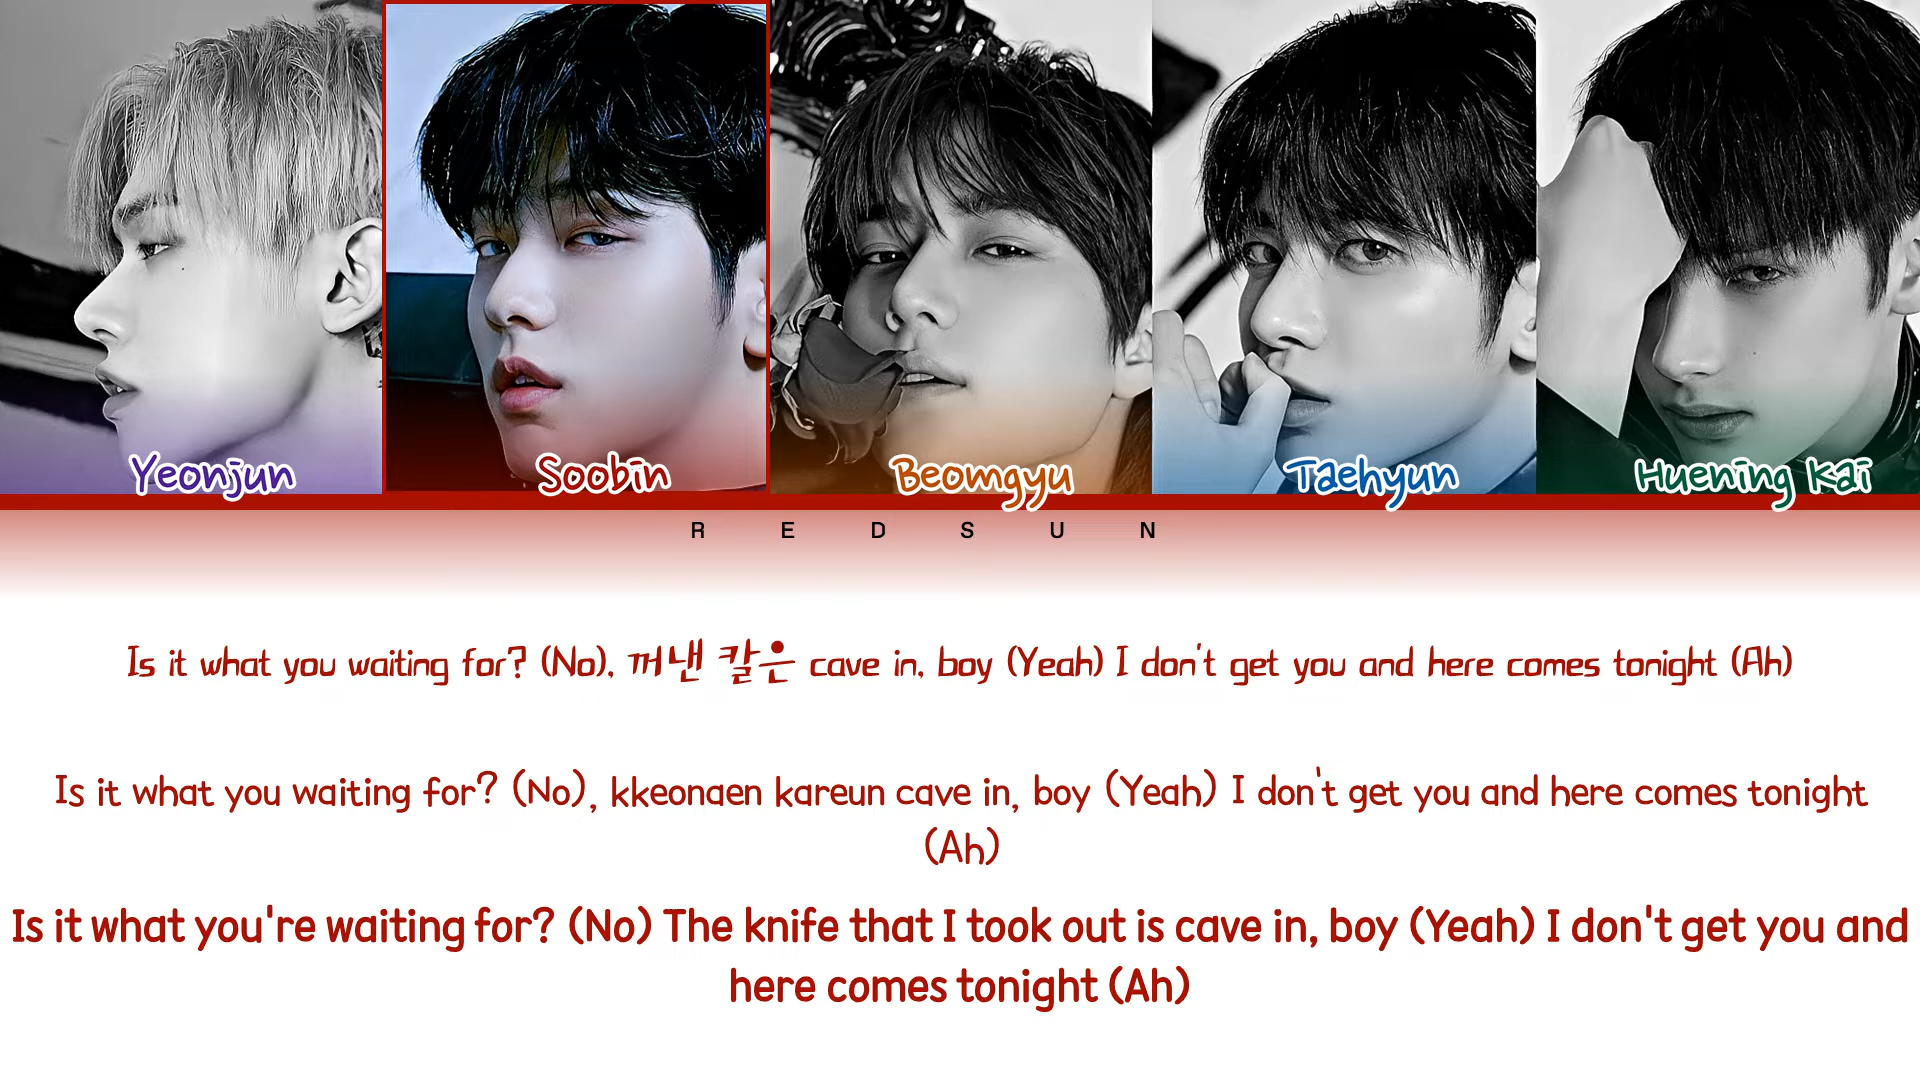 Yeonjun
Soobin
Beomgyu
Taehyun
Huening Kai
R E D S U N
Is it what you waiting for? (No), 꺼낸 칼은 cave in, boy (Yeah) I don't get you and here comes tonight (Ah)
Is it what you waiting for? (No), kkeonaen kareun cave in, boy (Yeah) I don't get you and here comes tonight
(Ah)
Is it what you're waiting for? (No) The knife that I took out is cave in, boy (Yeah) I don't get you and
here comes tonight (Ah)